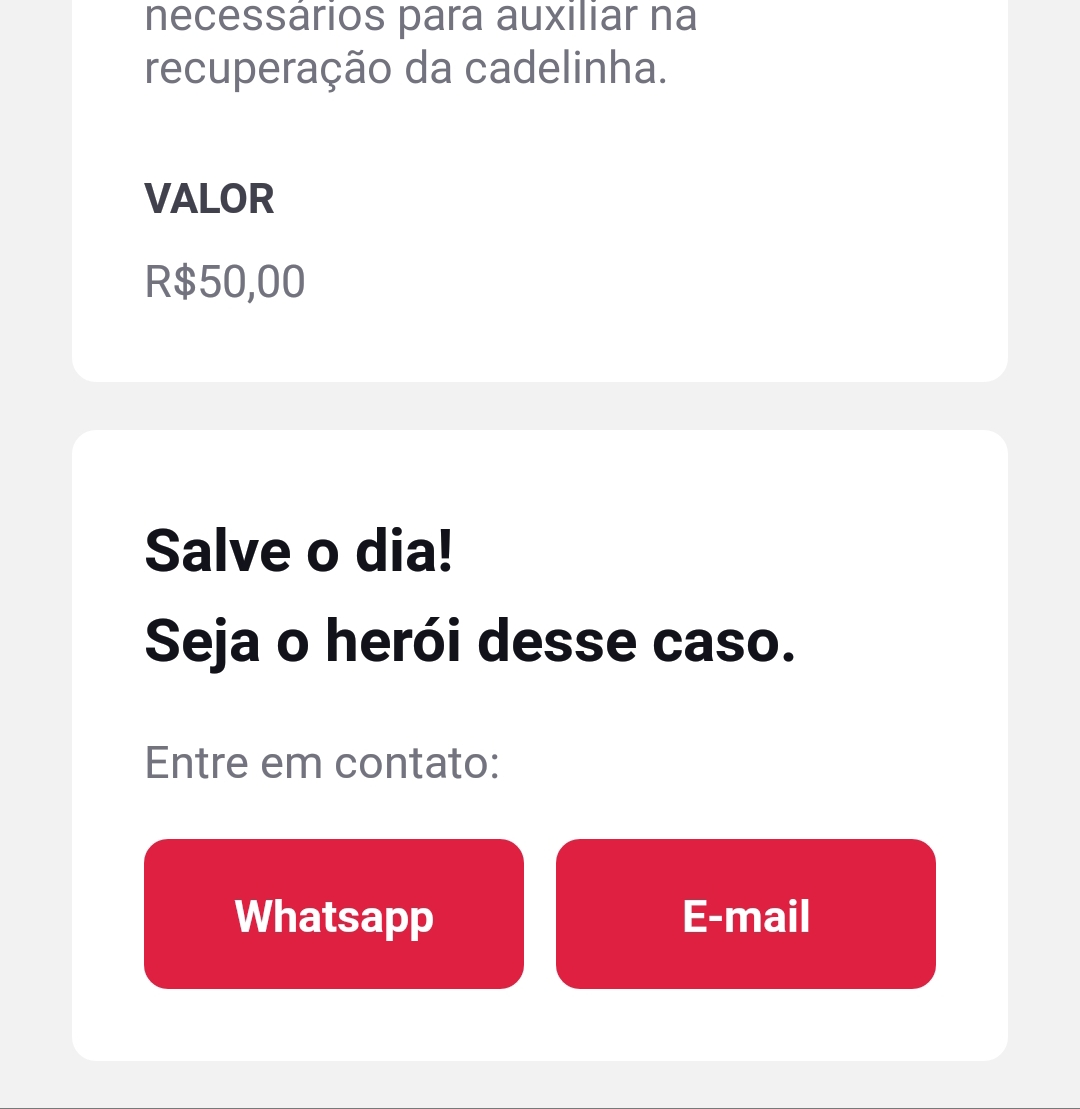 necessários para auxiliar na
recuperação da cadelinha.
VALOR
R$50,00
Salve o dia!
Seja o herói desse caso.
Entre em contato:
Whatsapp
E-mail